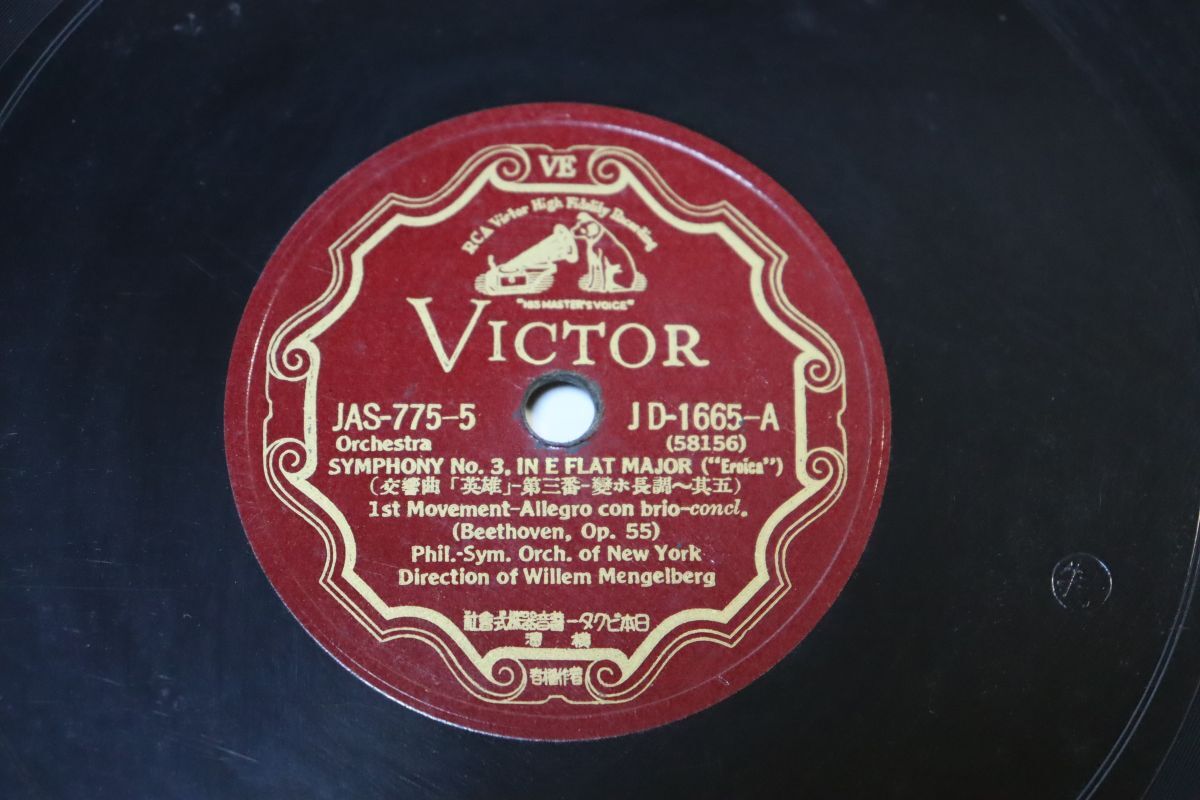 VE
RCA Victor High Fidelity Recording
"HIS MASTER'S VOICE"
VICTOR
JAS-775-5 JD-1665-A
Orchestra (58156)
SYMPHONY No. 3, IN E FLAT MAJOR ("Eroica")
(交響曲「英雄」-第三番-變ホ長調~其五)
1st Movement-Allegro con brio-concl.
(Beethoven, Op. 55)
Phil.-Sym. Orch. of New York
Direction of Willem Mengelberg
社會式株器音蓄ータクビ本日
濱横
者權作著